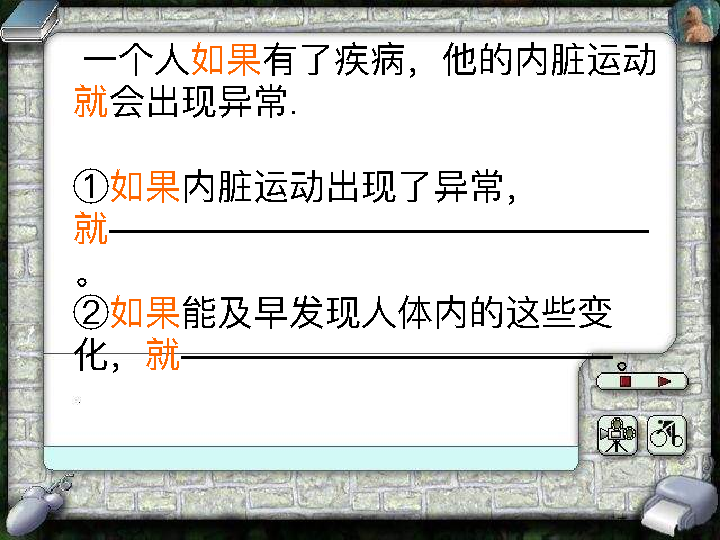 一个人如果有了疾病，他的内脏运动
就会出现异常.
①如果内脏运动出现了异常，
就———————————————
。
②如果能及早发现人体内的这些变
化，就————————————。
.